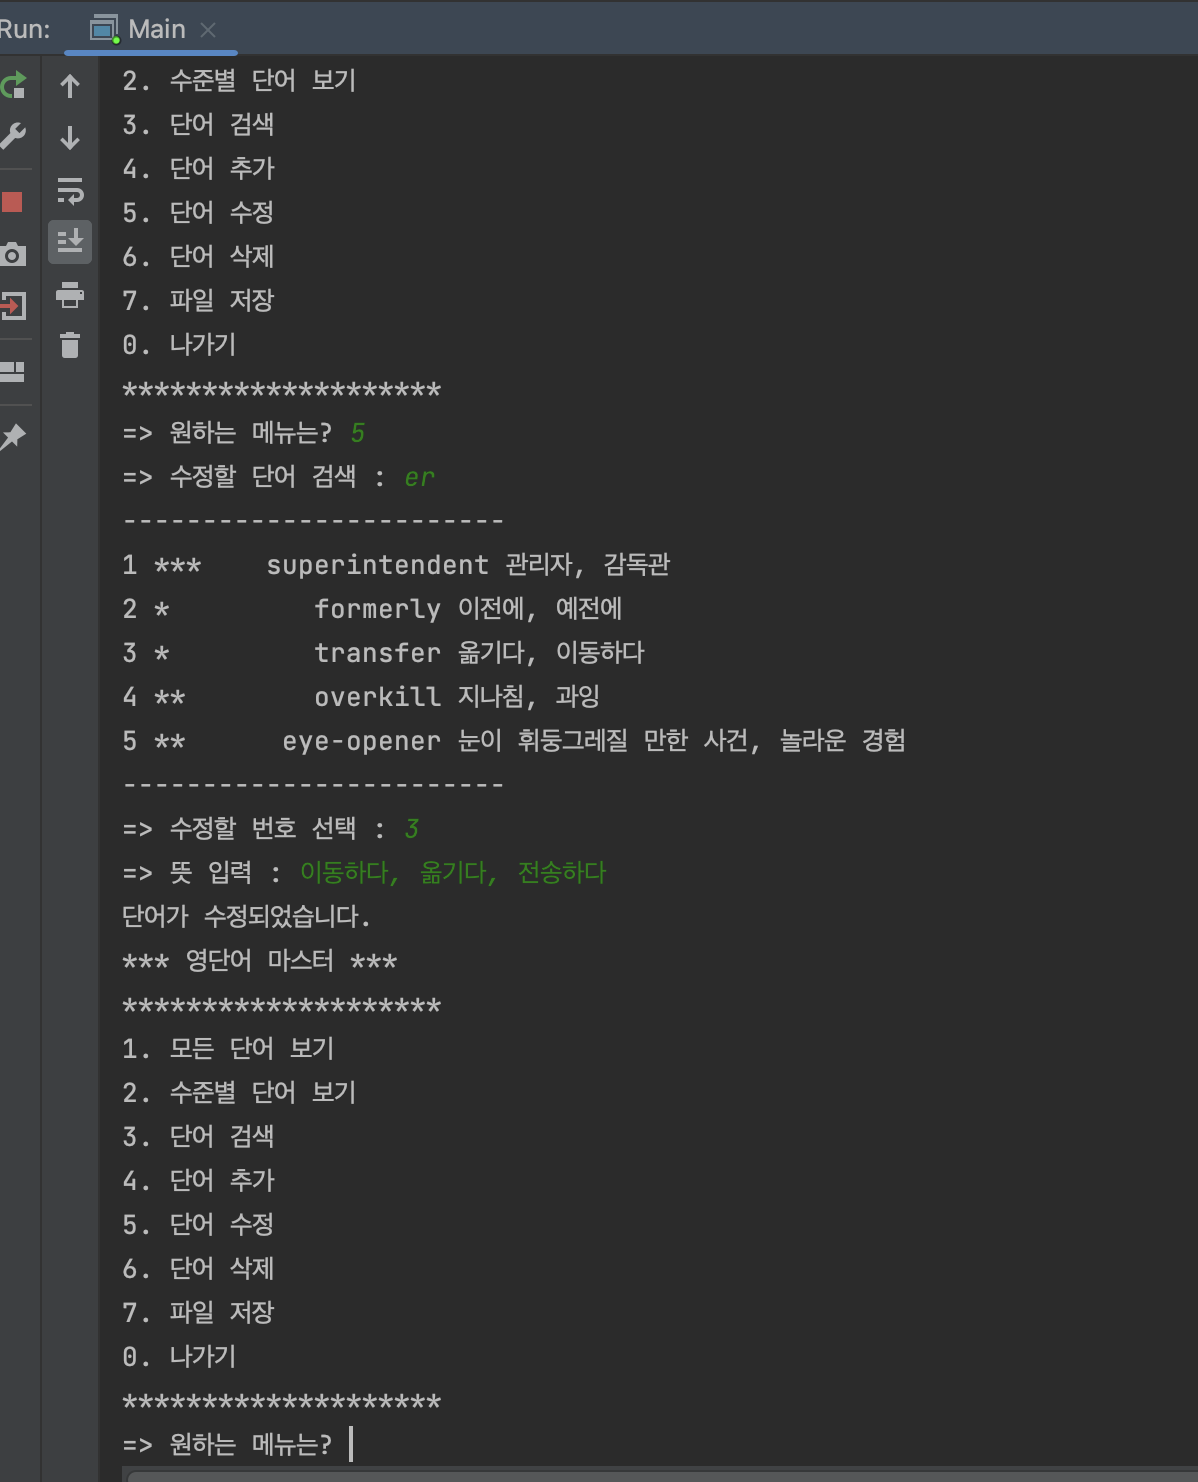 Run: Main
2. 수준별 단어 보기
3. 단어 검색
4. 단어 추가
5. 단어 수정
6. 단어 삭제
7. 파일 저장
0. 나가기
********************
=> 원하는 메뉴는? 5
=> 수정할 단어 검색 : er
------------------------
1 ***    superintendent 관리자, 감독관
2 *         formerly 이전에, 예전에
3 *         transfer 옮기다, 이동하다
4 **        overkill 지나침, 과잉
5 **      eye-opener 눈이 휘둥그레질 만한 사건, 놀라운 경험
------------------------
=> 수정할 번호 선택 : 3
=> 뜻 입력 : 이동하다, 옮기다, 전송하다
단어가 수정되었습니다.
*** 영단어 마스터 ***
********************
1. 모든 단어 보기
2. 수준별 단어 보기
3. 단어 검색
4. 단어 추가
5. 단어 수정
6. 단어 삭제
7. 파일 저장
0. 나가기
********************
=> 원하는 메뉴는?